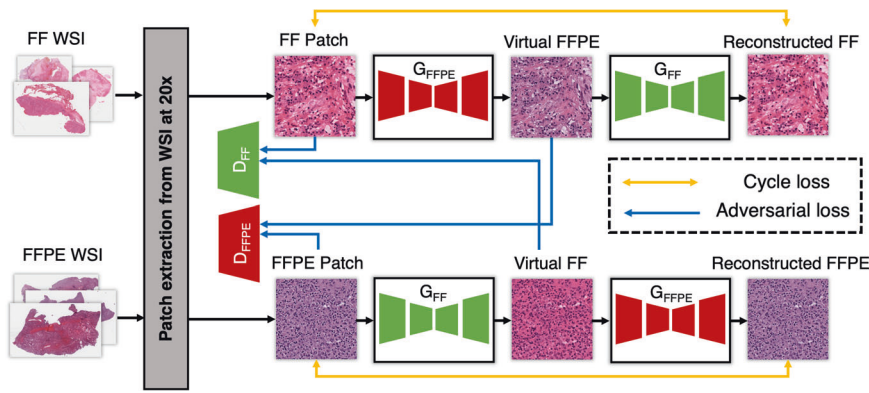 FF WSI
FF Patch
Virtual FFPE
Reconstructed FF
G_FFPE
G_FF
Patch extraction from WSI at 20x
D_FF
D_FFPE
Cycle loss
Adversarial loss
FFPE WSI
FFPE Patch
Virtual FF
Reconstructed FFPE
G_FF
G_FFPE